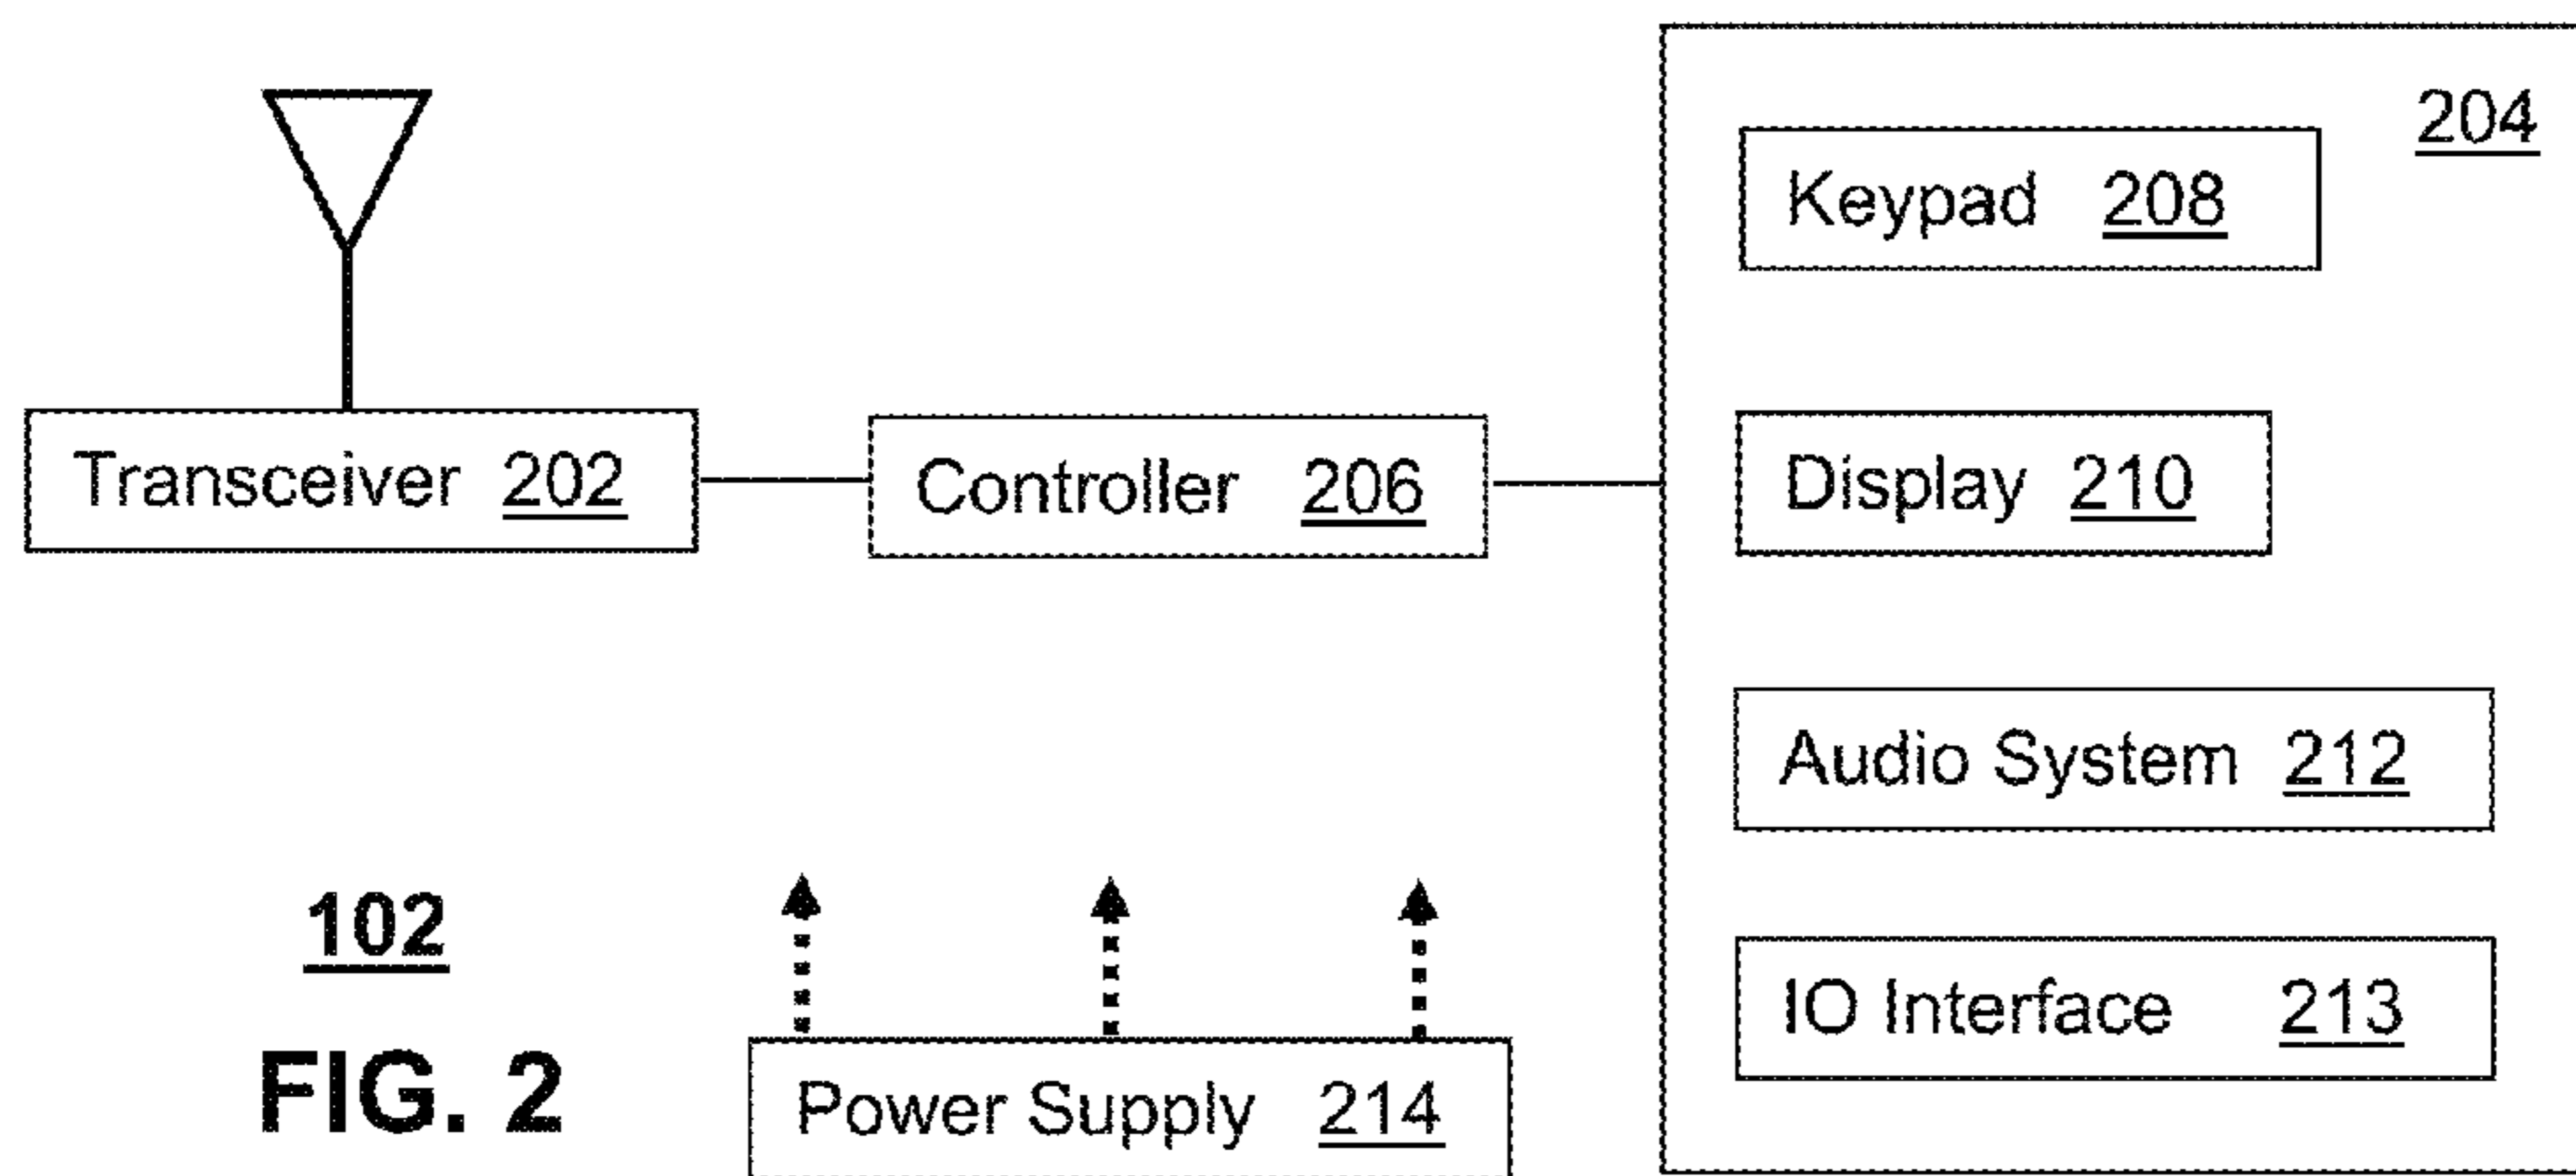 204
Keypad 208
Transceiver 202
Controller 206
Display 210
Audio System 212
102
IO Interface 213
FIG. 2
Power Supply 214